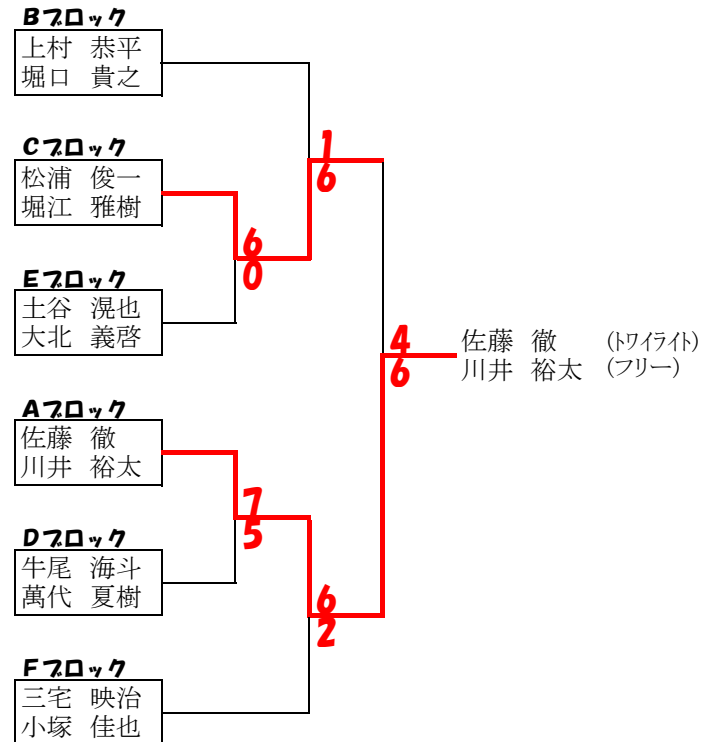 Bブロック
上村 恭平
堀口 貴之
Cブロック
松浦 俊一
堀江 雅樹
Eブロック
土谷 滉也
大北 義啓
Aブロック
佐藤 徹
川井 裕太
Dブロック
牛尾 海斗
萬代 夏樹
Fブロック
三宅 映治
小塚 佳也
6
0
7
5
1
6
6
2
4
6
佐藤 徹 (トワイライト)
川井 裕太 (フリー)